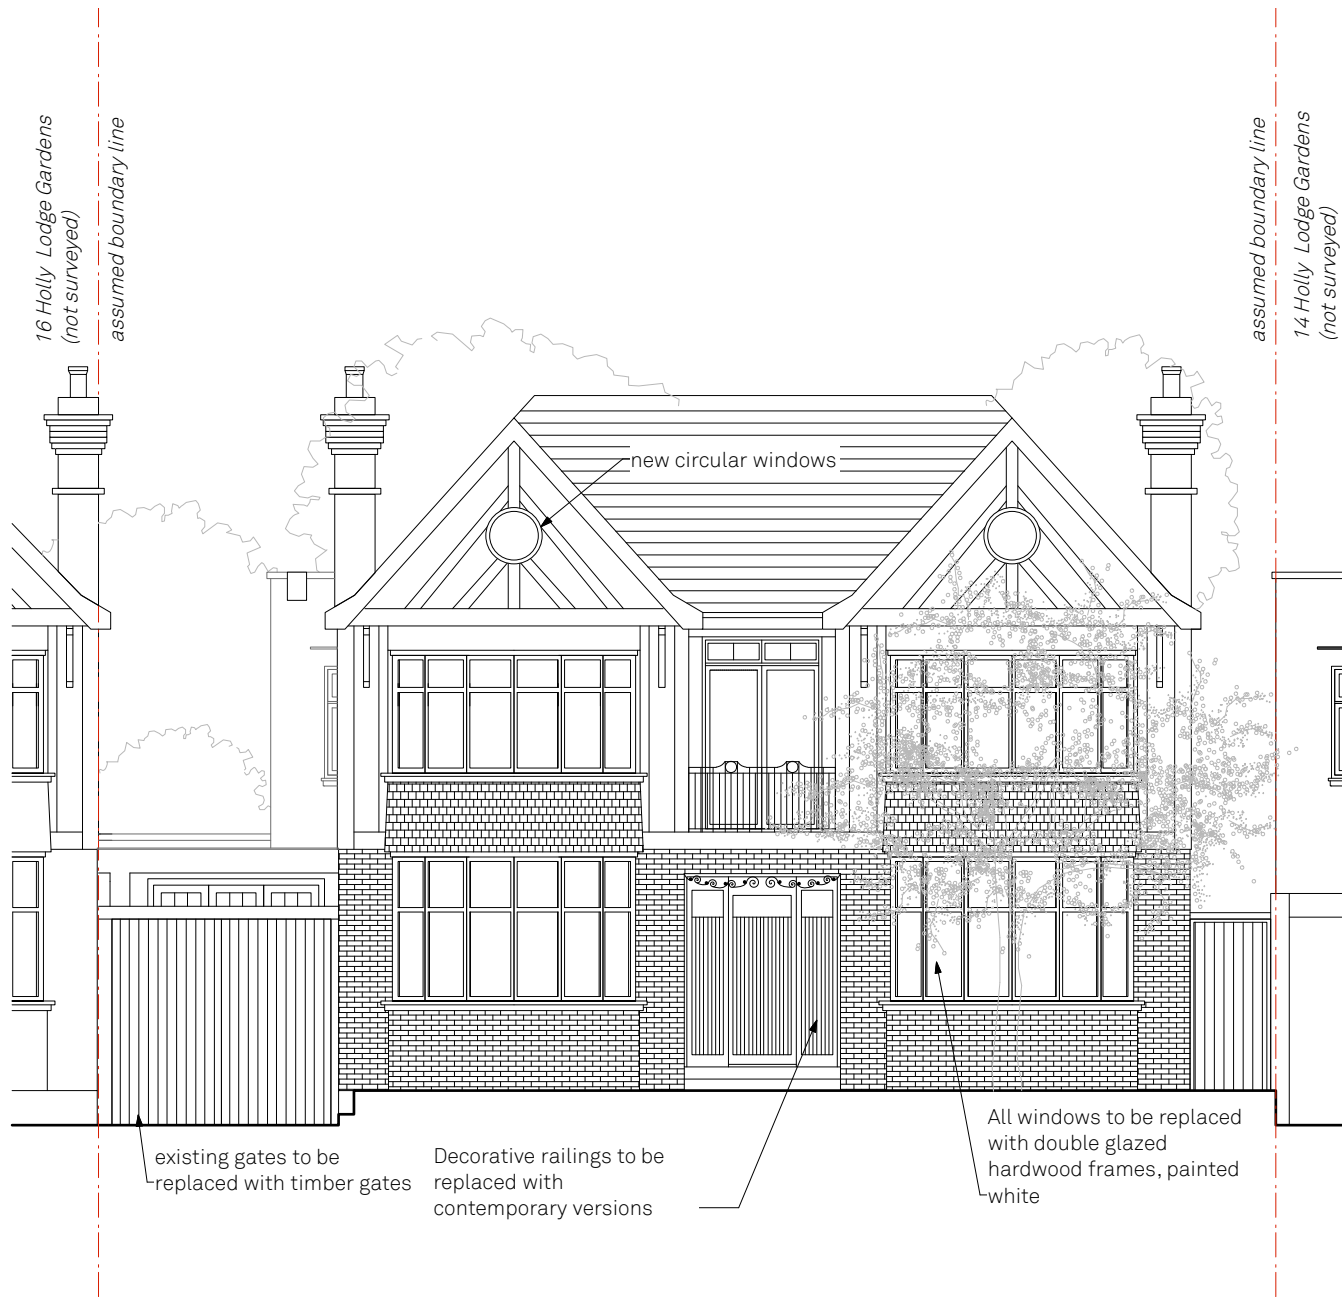 16 Holly Lodge Gardens
(not surveyed)
assumed boundary line
assumed boundary line
14 Holly Lodge Gardens
(not surveyed)
new circular windows
existing gates to be
replaced with timber gates
Decorative railings to be
replaced with
contemporary versions
All windows to be replaced
with double glazed
hardwood frames, painted
white